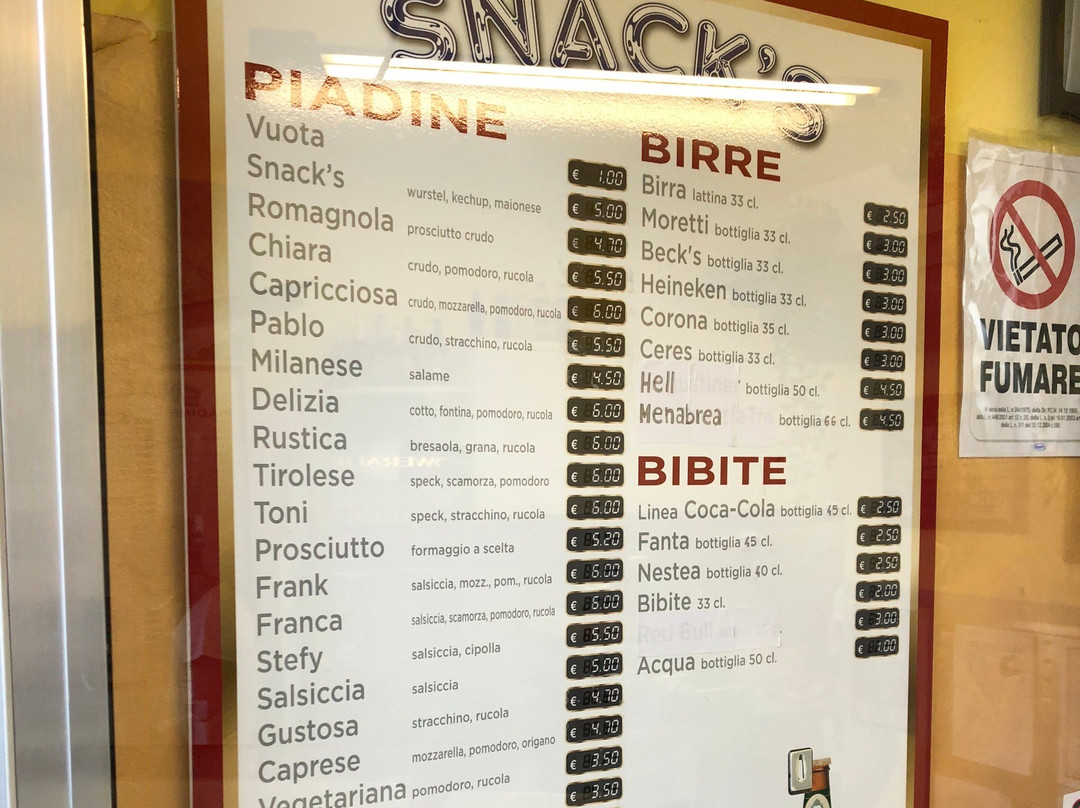 SNACK'S
PIADINE
Vuota € 1.00
Snack's wurstel, kechup, maionese € 5.00
Romagnola prosciutto crudo € 4.70
Chiara crudo, pomodoro, rucola € 5.50
Capricciosa crudo, mozzarella, pomodoro, rucola € 6.00
Pablo crudo, stracchino, rucola € 5.50
Milanese salame € 4.50
Delizia cotto, fontina, pomodoro, rucola € 6.00
Rustica bresaola, grana, rucola € 6.00
Tirolese speck, scamorza, pomodoro € 6.00
Toni speck, stracchino, rucola € 6.00
Prosciutto formaggio a scelta € 5.20
Frank salsiccia, mozz., pom., rucola € 6.00
Franca salsiccia, scamorza, pomodoro, rucola € 6.00
Stefy salsiccia, cipolla € 5.50
Salsiccia salsiccia € 5.00
Gustosa stracchino, rucola € 4.70
Caprese mozzarella, pomodoro, origano € 4.70
Vegetariana pomodoro, rucola € 3.50
€ 3.50
BIRRE
Birra lattina 33 cl. € 2.50
Moretti bottiglia 33 cl. € 3.00
Beck's bottiglia 33 cl. € 3.00
Heineken bottiglia 33 cl. € 3.00
Corona bottiglia 35 cl. € 3.00
Ceres bottiglia 33 cl. € 3.00
Hell bottiglia 50 cl. € 4.50
Menabrea bottiglia 66 cl. € 4.50
BIBITE
Linea Coca-Cola bottiglia 45 cl. € 2.50
Fanta bottiglia 45 cl. € 2.50
Nestea bottiglia 40 cl. € 2.50
Bibite 33 cl. € 2.00
Red Bull € 3.00
Acqua bottiglia 50 cl. € 1.00
VIETATO
FUMARE